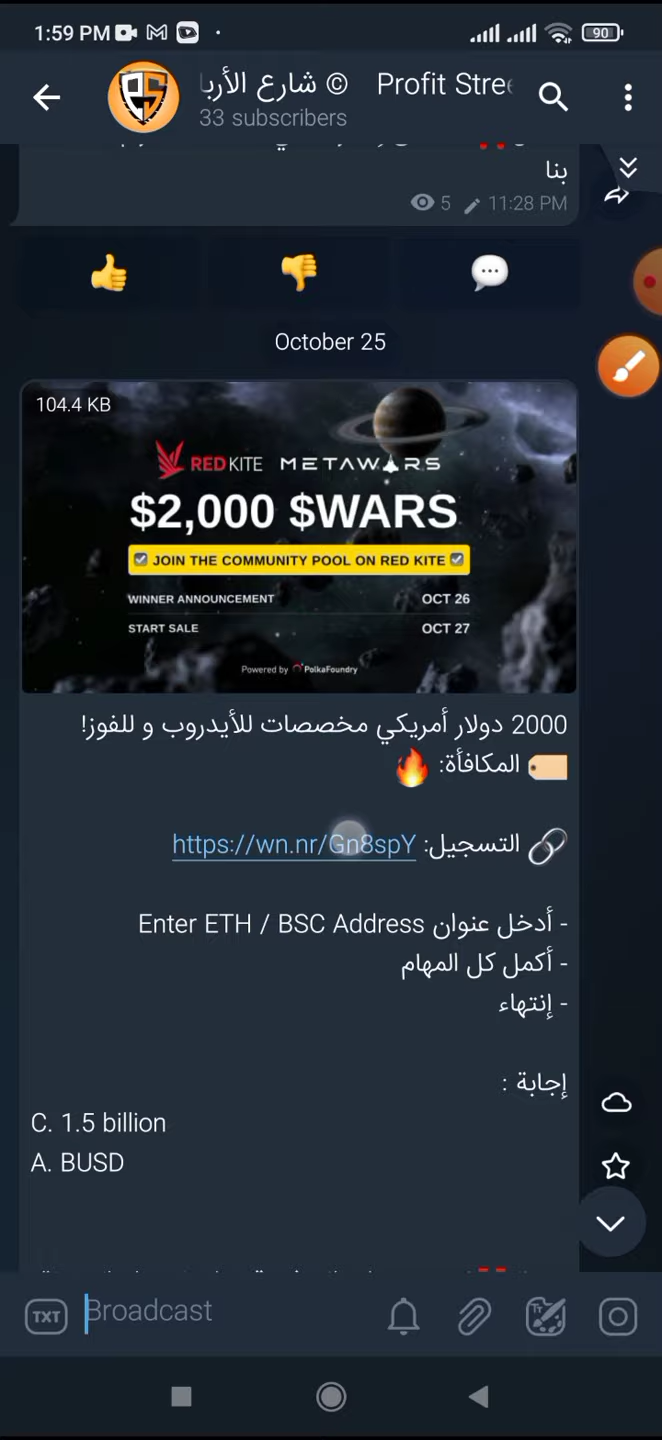 1:59 PM
90
© شارع الأربا Profit Stree
33 subscribers
بنا
5 11:28 PM
October 25
104.4 KB
REDKITE METAWARS
$2,000 $WARS
☑ JOIN THE COMMUNITY POOL ON RED KITE ☑
WINNER ANNOUNCEMENT OCT 26
START SALE OCT 27
Powered by PolkaFoundry
2000 دولار أمريكي مخصصات للأيدروب و للفوز!
🏷️ المكافأة: 🔥
🔗 التسجيل: https://wn.nr/Gn8spY
- أدخل عنوان Enter ETH / BSC Address
- أكمل كل المهام
- إنتهاء
إجابة :
C. 1.5 billion
A. BUSD
TXT Broadcast